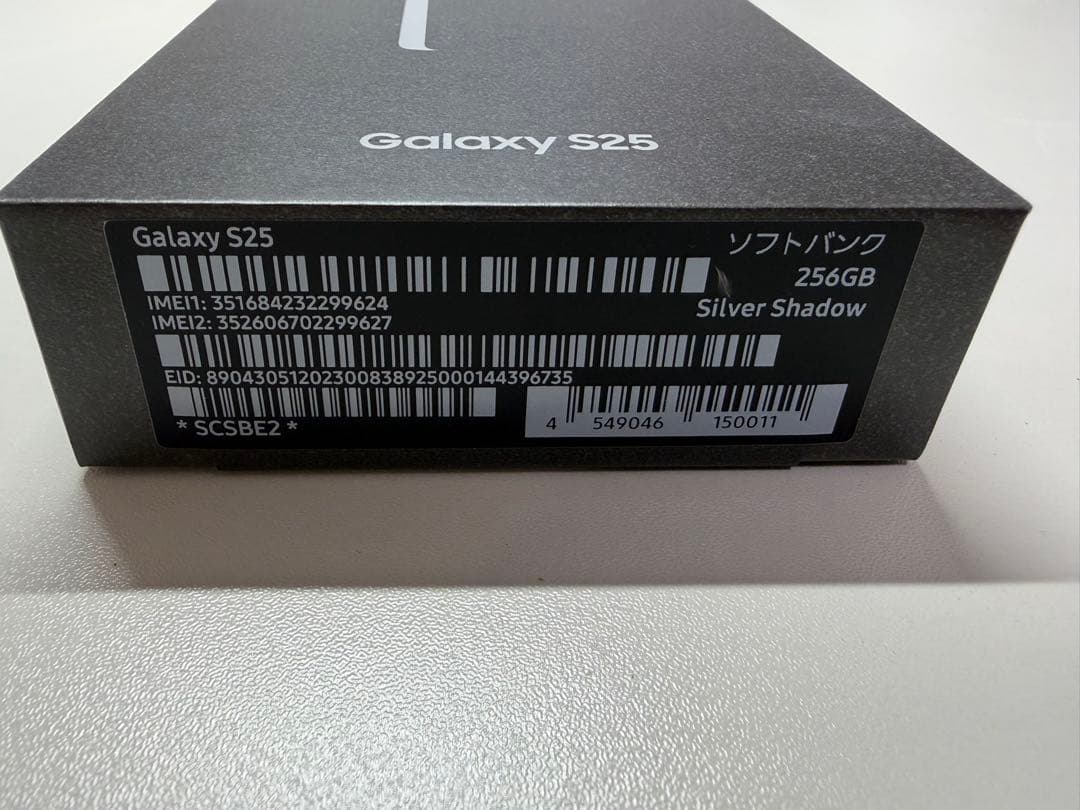 Galaxy S25
Galaxy S25
ソフトバンク
256GB
Silver Shadow
IMEI1: 351684232299624
IMEI2: 352606702299627
EID: 89043051202300838925000144396735
* SCSBE2 *
4 549046 150011